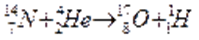 ¹⁴₇N + ⁴₂He → ¹⁷₈O + ¹₁H